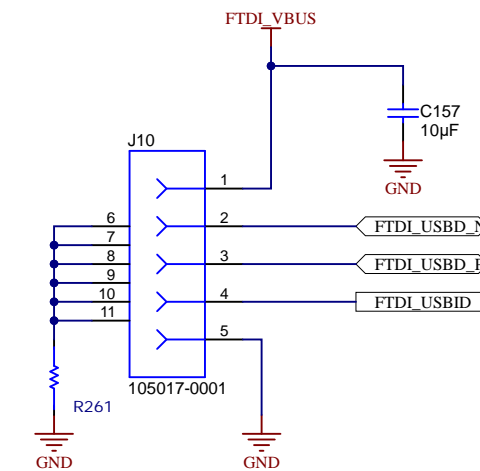 FTDI_VBUS
C157
10µF
GND
J10
1
6
2
FTDI_USBD_N
7
8
3
FTDI_USBD_P
9
10
4
FTDI_USBID
11
5
105017-0001
R261
GND
GND